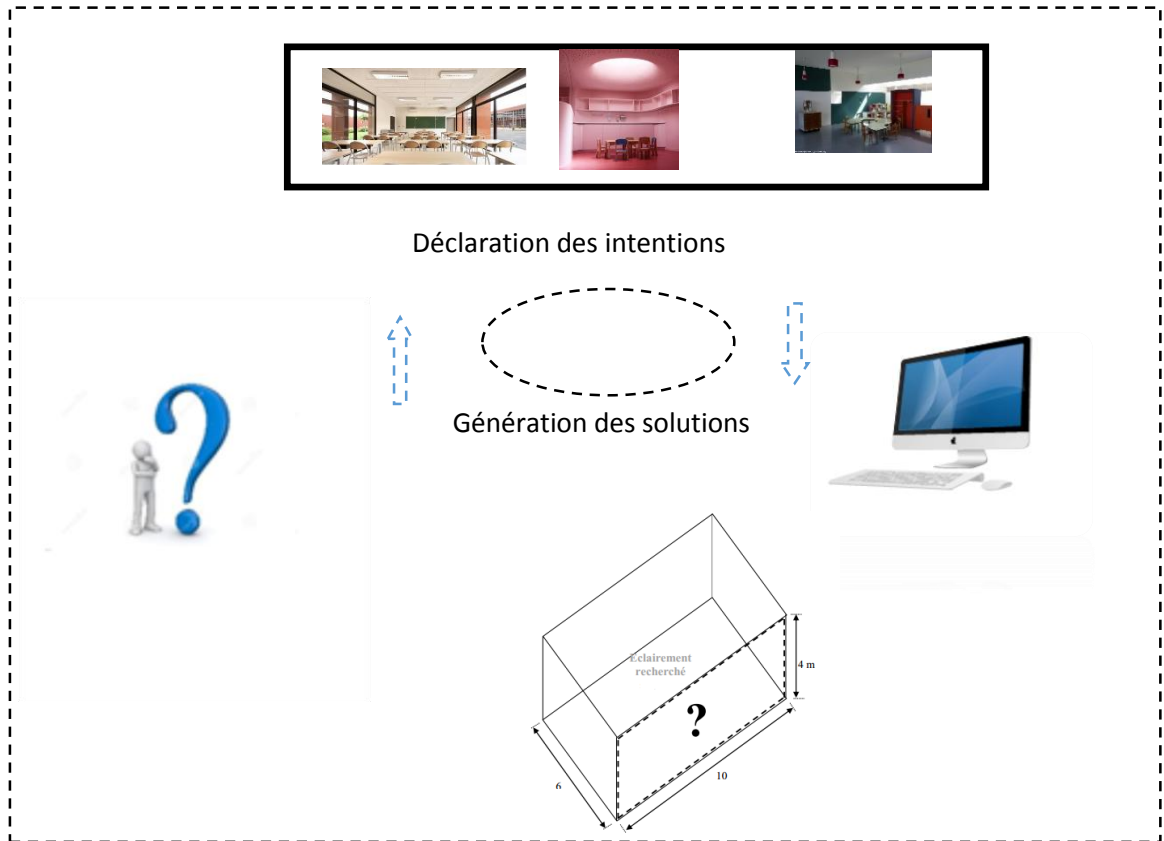 Déclaration des intentions
Génération des solutions
Eclairement
recherché
?
4 m
10
6